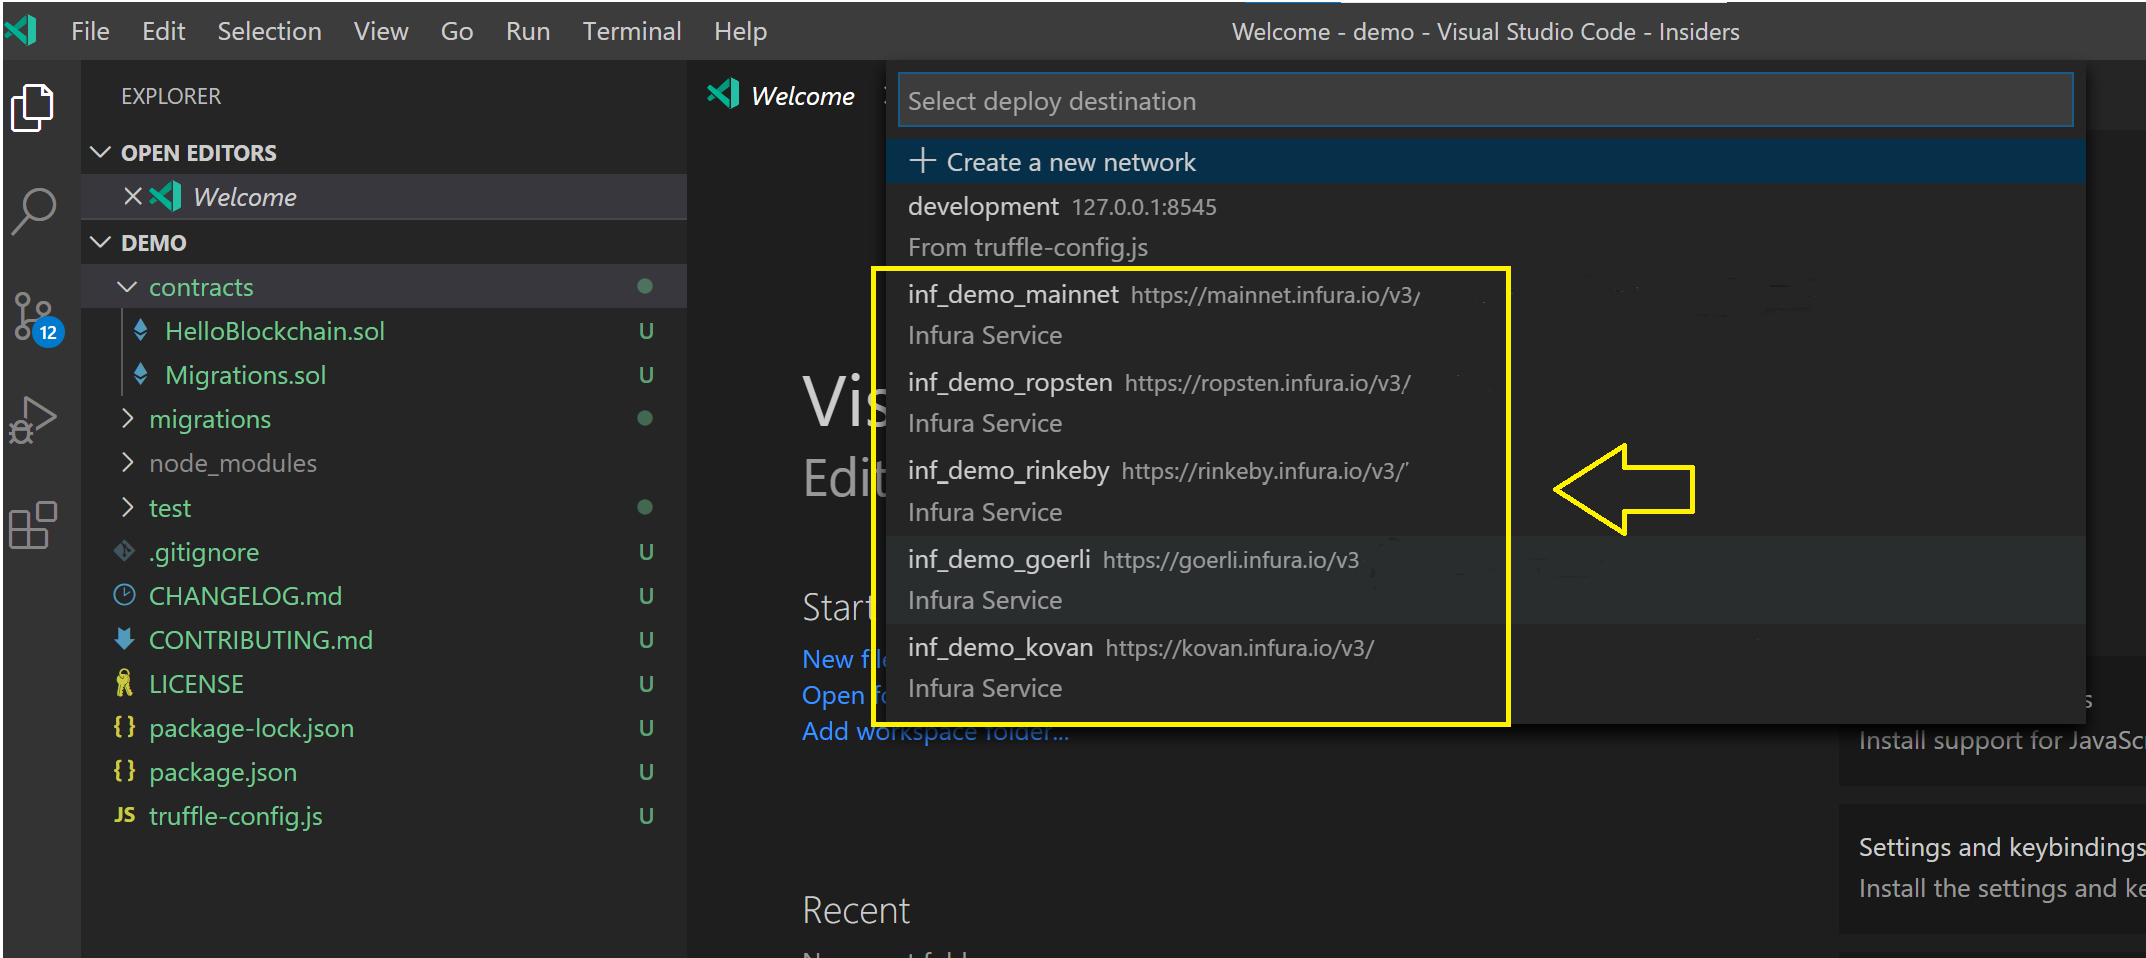 File Edit Selection View Go Run Terminal Help Welcome - demo - Visual Studio Code - Insiders
EXPLORER
OPEN EDITORS
Welcome
DEMO
contracts
HelloBlockchain.sol U
Migrations.sol U
migrations
node_modules
test
.gitignore U
CHANGELOG.md U
CONTRIBUTING.md U
LICENSE U
package-lock.json U
package.json U
JS truffle-config.js U
12
Welcome
Select deploy destination
+ Create a new network
development 127.0.0.1:8545
From truffle-config.js
inf_demo_mainnet https://mainnet.infura.io/v3/
Infura Service
inf_demo_ropsten https://ropsten.infura.io/v3/
Infura Service
inf_demo_rinkeby https://rinkeby.infura.io/v3/
Infura Service
inf_demo_goerli https://goerli.infura.io/v3
Infura Service
inf_demo_kovan https://kovan.infura.io/v3/
Infura Service
Vis
Edit
Start
New file
Open fo
Add workspace folder...
Recent
Install support for JavaSc
Settings and keybindings
Install the settings and ke